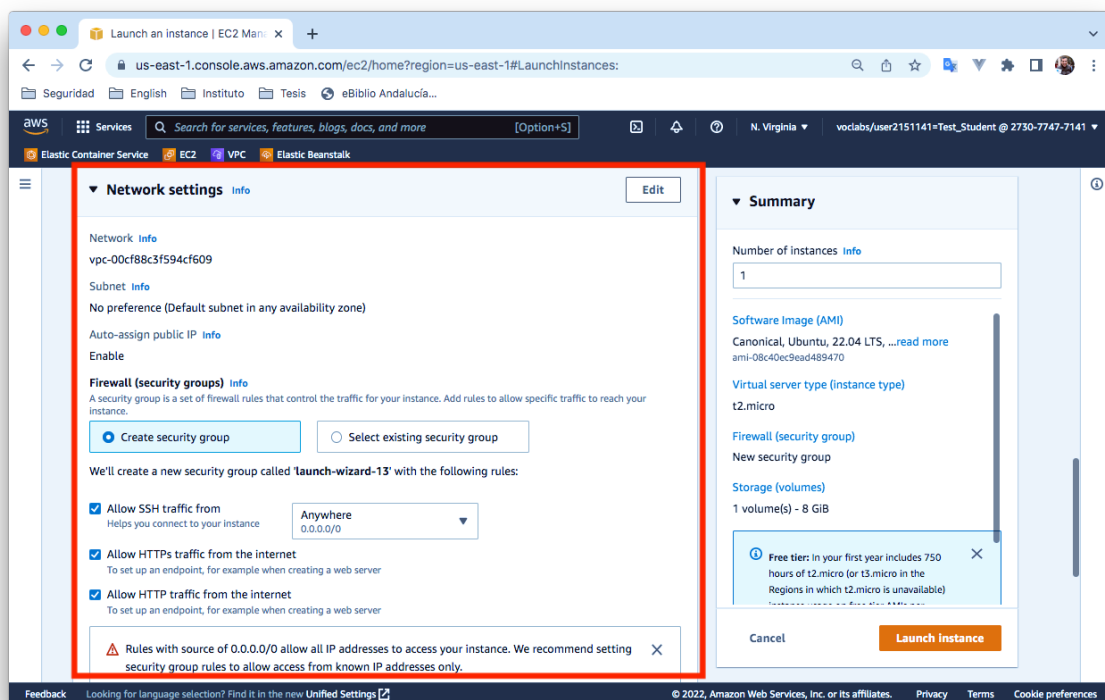 Launch an instance | EC2 Mana
us-east-1.console.aws.amazon.com/ec2/home?region=us-east-1#LaunchInstances:
Seguridad English Instituto Tesis eBiblio Andalucía...
aws Services Search for services, features, blogs, docs, and more [Option+S] N. Virginia voclabs/user2151141=Test_Student @ 2730-7747-7141
Elastic Container Service EC2 VPC Elastic Beanstalk
Network settings Info Edit
Network Info
vpc-00cf88c3f594cf609
Subnet Info
No preference (Default subnet in any availability zone)
Auto-assign public IP Info
Enable
Firewall (security groups) Info
A security group is a set of firewall rules that control the traffic for your instance. Add rules to allow specific traffic to reach your
instance.
Create security group Select existing security group
We'll create a new security group called 'launch-wizard-13' with the following rules:
Allow SSH traffic from
Helps you connect to your instance
Anywhere
0.0.0.0/0
Allow HTTPs traffic from the internet
To set up an endpoint, for example when creating a web server
Allow HTTP traffic from the internet
To set up an endpoint, for example when creating a web server
Rules with source of 0.0.0.0/0 allow all IP addresses to access your instance. We recommend setting
security group rules to allow access from known IP addresses only.
Summary
Number of instances Info
1
Software Image (AMI)
Canonical, Ubuntu, 22.04 LTS, ...read more
ami-08c40ec9ead489470
Virtual server type (instance type)
t2.micro
Firewall (security group)
New security group
Storage (volumes)
1 volume(s) - 8 GiB
Free tier: In your first year includes 750
hours of t2.micro (or t3.micro in the
Regions in which t2.micro is unavailable)
instance usage on free tier AMIs per
Cancel Launch instance
Feedback Looking for language selection? Find it in the new Unified Settings © 2022, Amazon Web Services, Inc. or its affiliates. Privacy Terms Cookie preferences